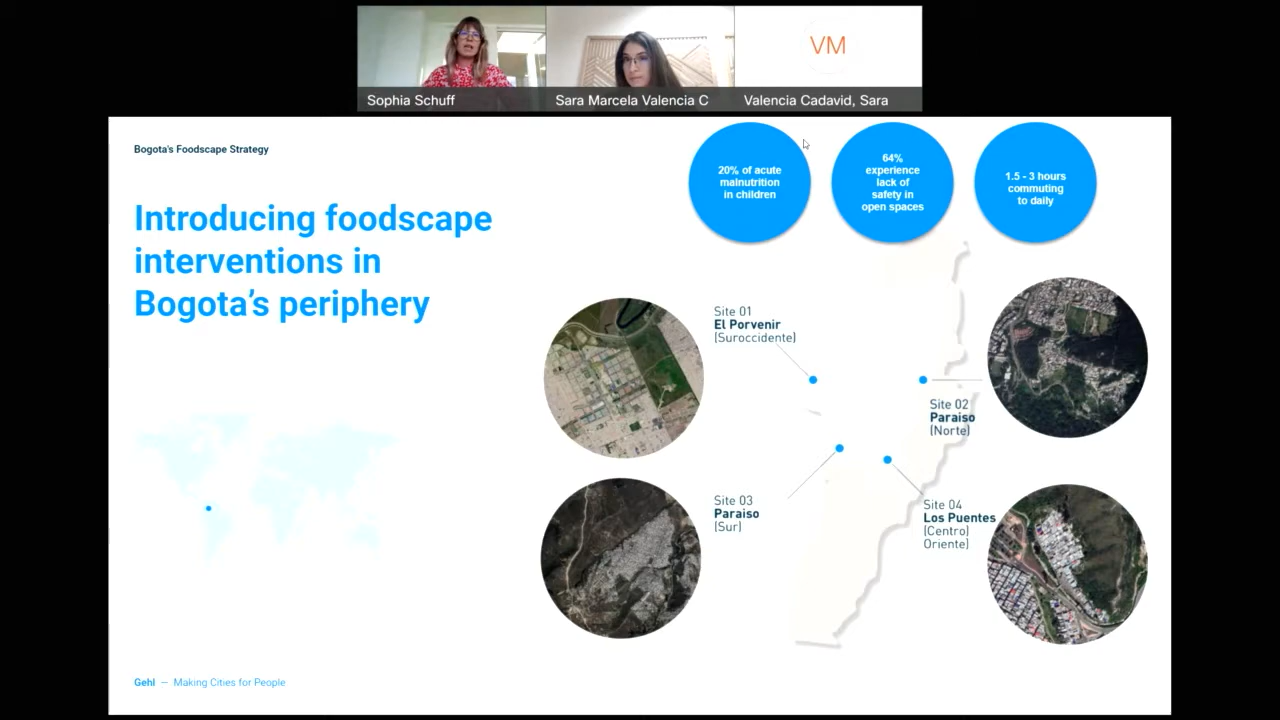 VM
Sophia Schuff
Sara Marcela Valencia C
Valencia Cadavid, Sara
Bogota's Foodscape Strategy
Introducing foodscape
interventions in
Bogota's periphery
20% of acute
malnutrition
in children
64%
experience
lack of
safety in
open spaces
1.5 - 3 hours
commuting
to daily
Site 01
El Porvenir
(Suroccidente)
Site 02
Paraiso
(Norte)
Site 03
Paraiso
(Sur)
Site 04
Los Puentes
(Centro)
Oriente)
Gehl — Making Cities for People